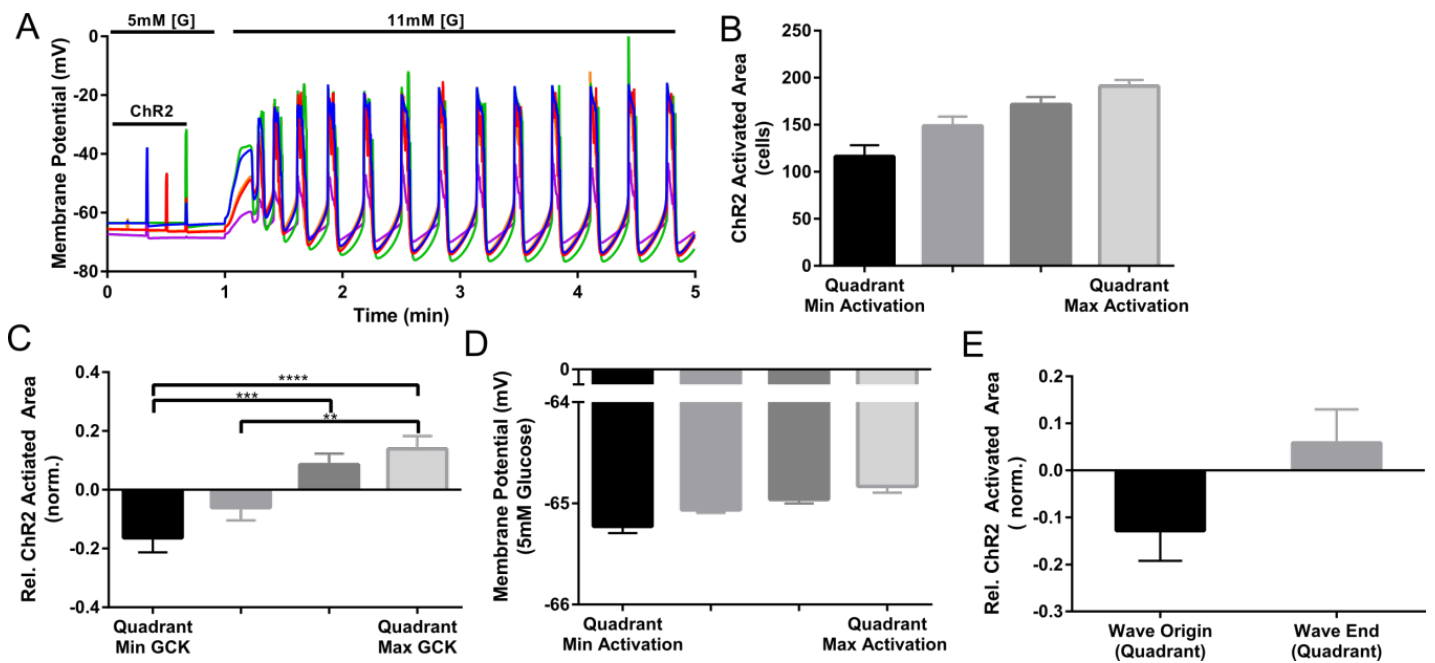 A
5mM [G]
11mM [G]
ChR2
Membrane Potential (mV)
0
-20
-40
-60
-80
0
1
2
3
4
5
Time (min)
B
ChR2 Activated Area
(cells)
250
200
150
100
50
0
Quadrant
Min Activation
Quadrant
Max Activation
C
Rel. ChR2 Actiated Area
(norm.)
0.4
0.2
0.0
-0.2
-0.4
****
***
**
Quadrant
Min GCK
Quadrant
Max GCK
D
Membrane Potential (mV)
(5mM Glucose)
0
-64
-65
-66
Quadrant
Min Activation
Quadrant
Max Activation
E
Rel. ChR2 Activated Area
( norm.)
0.2
0.1
0.0
-0.1
-0.2
-0.3
Wave Origin
(Quadrant)
Wave End
(Quadrant)